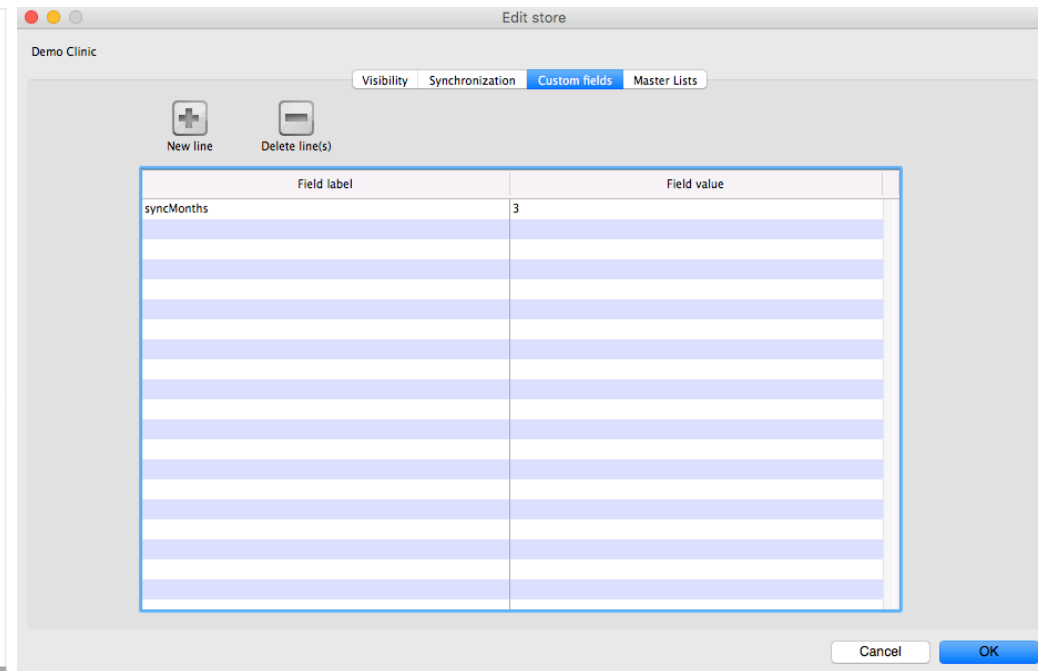 Edit store
Demo Clinic
Visibility Synchronization Custom fields Master Lists
New line Delete line(s)
Field label Field value
syncMonths 3
Cancel OK